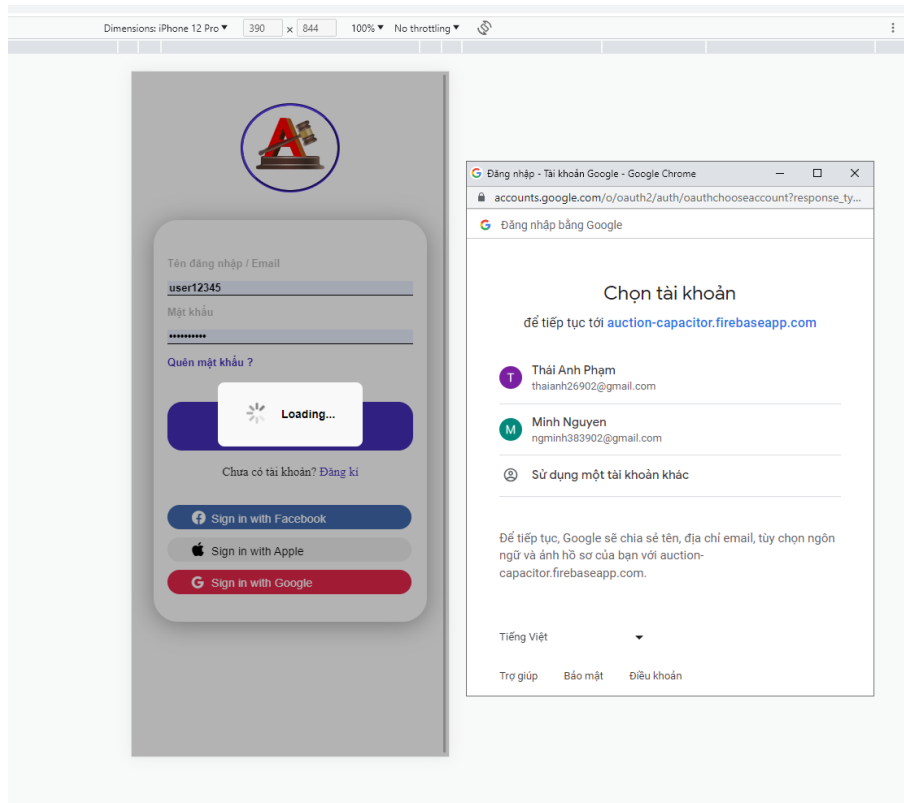 Dimensions: iPhone 12 Pro ▼ 390 x 844 100% ▼ No throttling ▼
A
Tên đăng nhập / Email
user12345
Mật khẩu
••••••••••
Quên mật khẩu ?
Loading...
Chưa có tài khoản? Đăng kí
Sign in with Facebook
Sign in with Apple
G Sign in with Google
G Đăng nhập - Tài khoản Google - Google Chrome
accounts.google.com/o/oauth2/auth/oauthchooseaccount?response_ty...
G Đăng nhập bằng Google
Chọn tài khoản
để tiếp tục tới auction-capacitor.firebaseapp.com
T Thái Anh Phạm
thaianh26902@gmail.com
M Minh Nguyen
ngminh383902@gmail.com
Sử dụng một tài khoản khác
Để tiếp tục, Google sẽ chia sẻ tên, địa chỉ email, tùy chọn ngôn
ngữ và ảnh hồ sơ của bạn với auction-
capacitor.firebaseapp.com.
Tiếng Việt
Trợ giúp Bảo mật Điều khoản